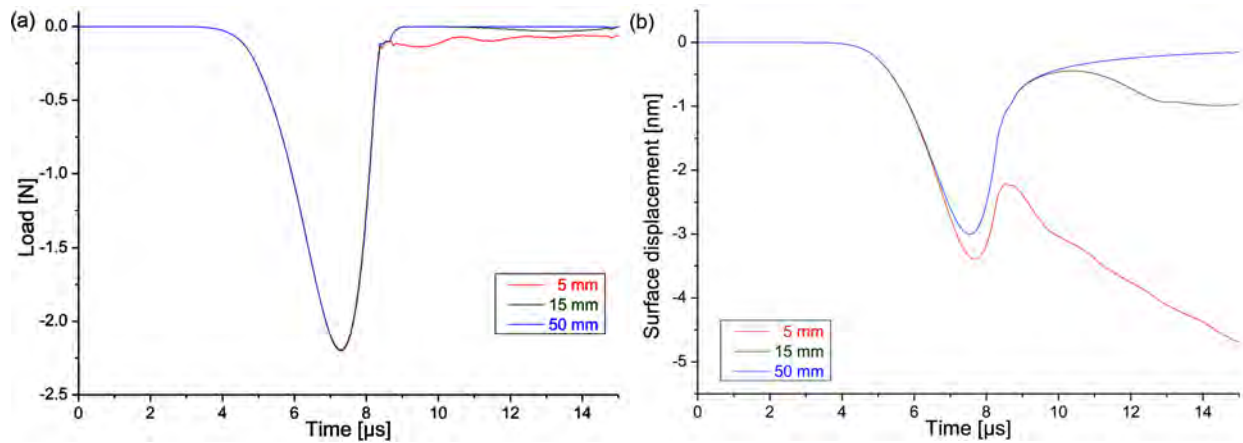 (a)
0.0
-0.5
-1.0
-1.5
-2.0
-2.5
Load [N]
5 mm
15 mm
50 mm
0 2 4 6 8 10 12 14
Time [µs]
(b)
0
-1
-2
-3
-4
-5
Surface displacement [nm]
5 mm
15 mm
50 mm
0 2 4 6 8 10 12 14
Time [µs]